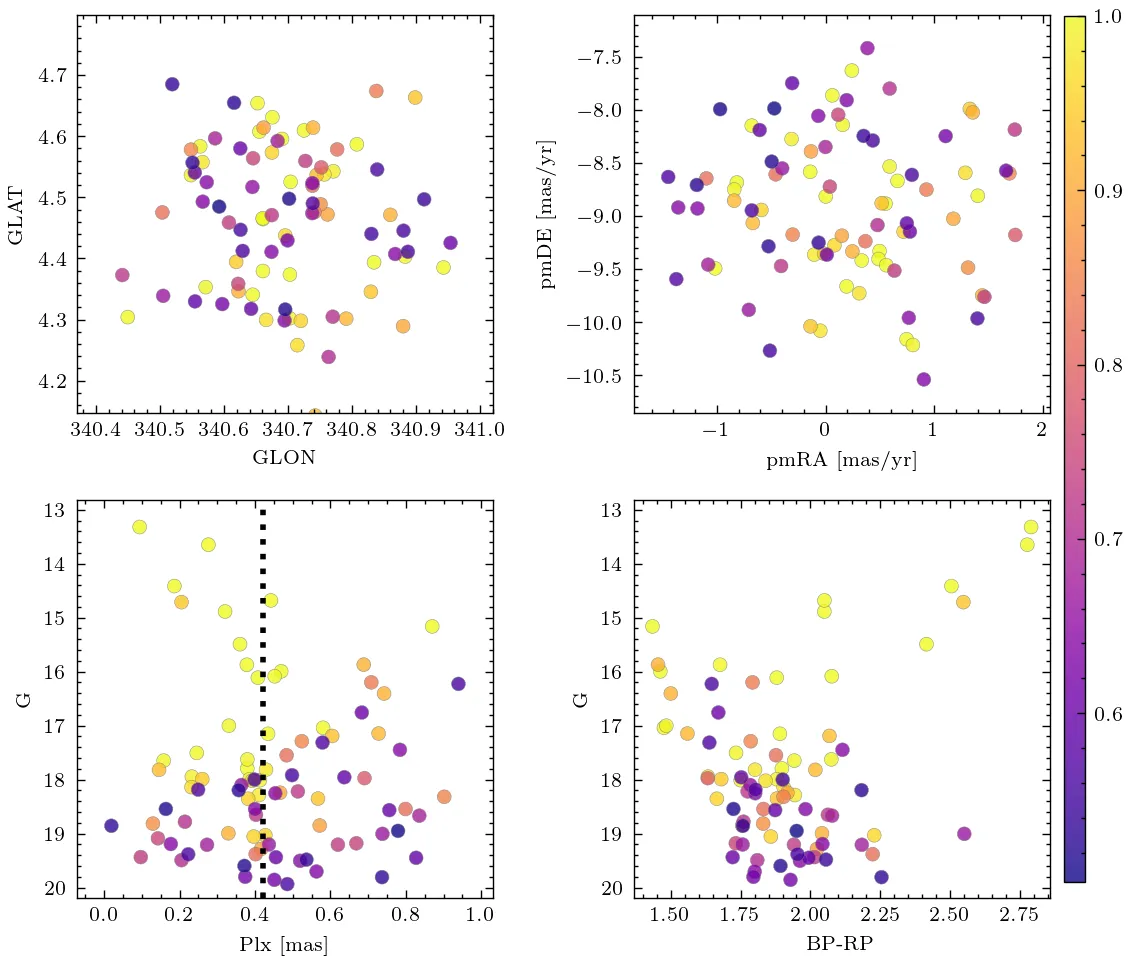 4.7
4.6
4.5
4.4
4.3
4.2
GLAT
340.4 340.5 340.6 340.7 340.8 340.9 341.0
GLON
−7.5
−8.0
−8.5
−9.0
−9.5
−10.0
−10.5
pmDE [mas/yr]
−1 0 1 2
pmRA [mas/yr]
1.0
0.9
0.8
0.7
0.6
13
14
15
16
17
18
19
20
G
0.0 0.2 0.4 0.6 0.8 1.0
Plx [mas]
13
14
15
16
17
18
19
20
G
1.50 1.75 2.00 2.25 2.50 2.75
BP-RP